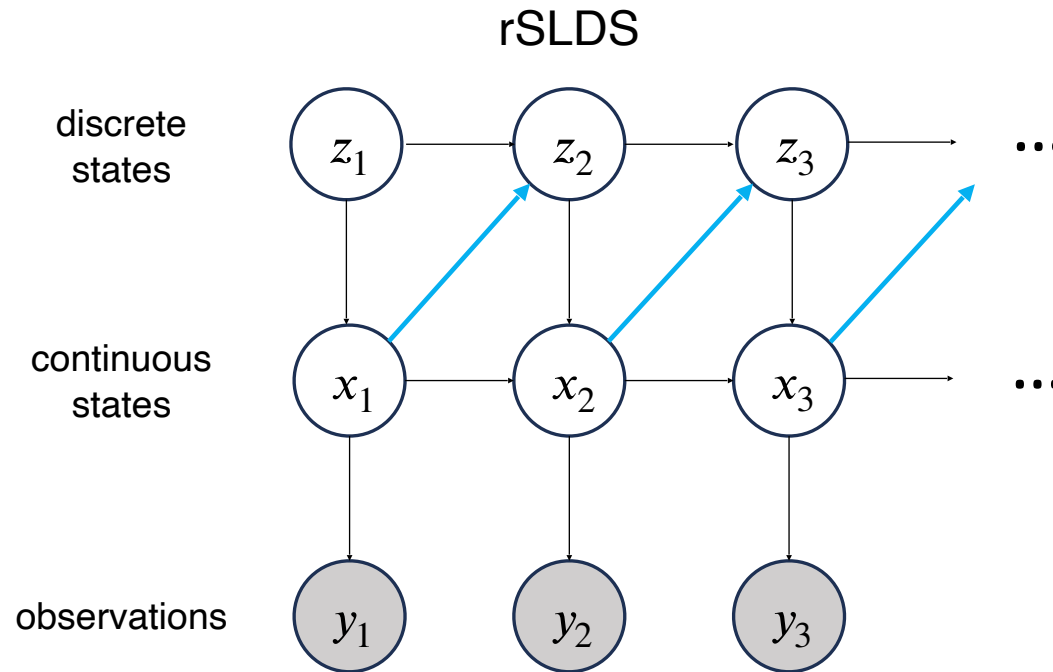 rSLDS
discrete
states
z₁ z₂ z₃ ...
continuous
states
x₁ x₂ x₃ ...
observations
y₁ y₂ y₃